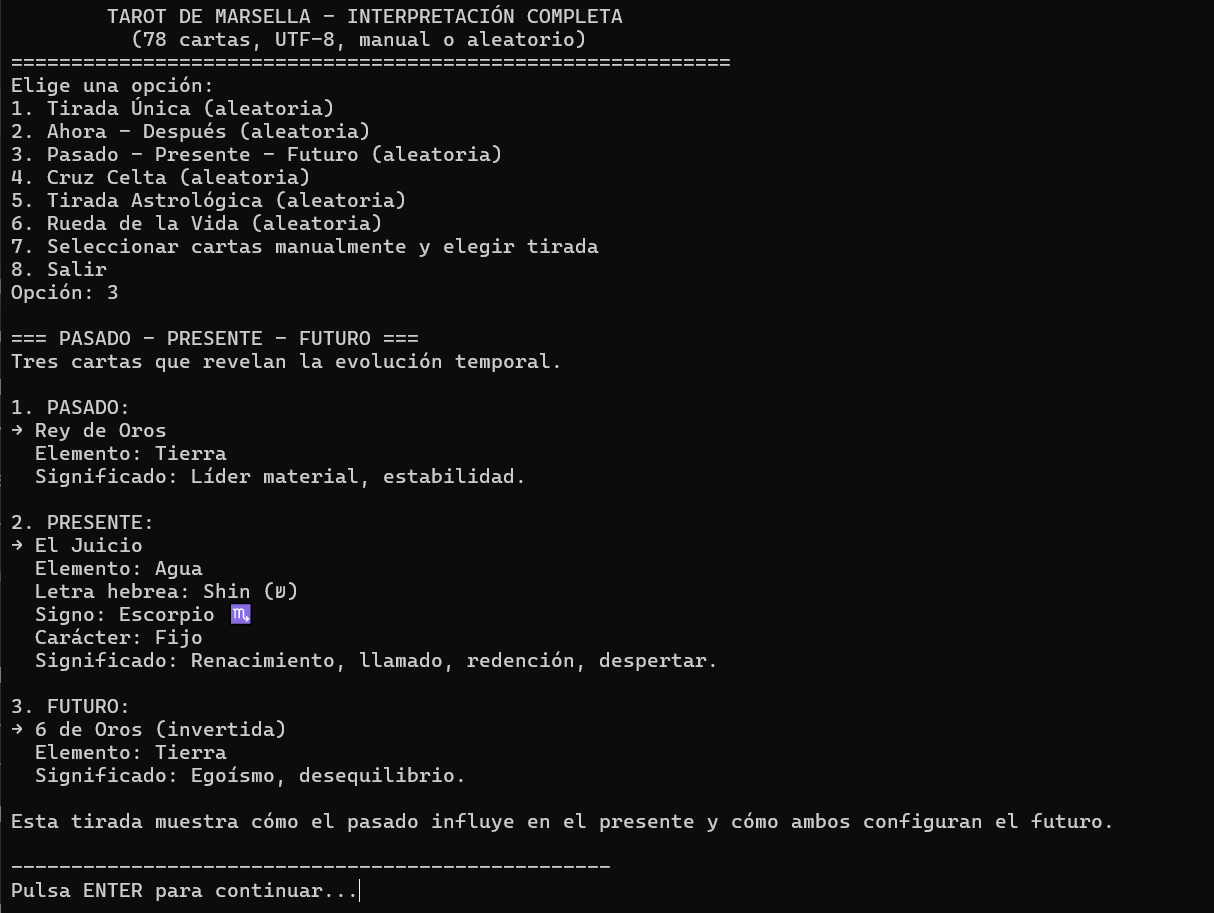 TAROT DE MARSELLA - INTERPRETACIÓN COMPLETA
(78 cartas, UTF-8, manual o aleatorio)
============================================================
Elige una opción:
1. Tirada Única (aleatoria)
2. Ahora - Después (aleatoria)
3. Pasado - Presente - Futuro (aleatoria)
4. Cruz Celta (aleatoria)
5. Tirada Astrológica (aleatoria)
6. Rueda de la Vida (aleatoria)
7. Seleccionar cartas manualmente y elegir tirada
8. Salir
Opción: 3
=== PASADO - PRESENTE - FUTURO ===
Tres cartas que revelan la evolución temporal.
1. PASADO:
→ Rey de Oros
Elemento: Tierra
Significado: Líder material, estabilidad.
2. PRESENTE:
→ El Juicio
Elemento: Agua
Letra hebrea: Shin (ש)
Signo: Escorpio ♏
Carácter: Fijo
Significado: Renacimiento, llamado, redención, despertar.
3. FUTURO:
→ 6 de Oros (invertida)
Elemento: Tierra
Significado: Egoísmo, desequilibrio.
Esta tirada muestra cómo el pasado influye en el presente y cómo ambos configuran el futuro.
--------------------------------------------------
Pulsa ENTER para continuar...